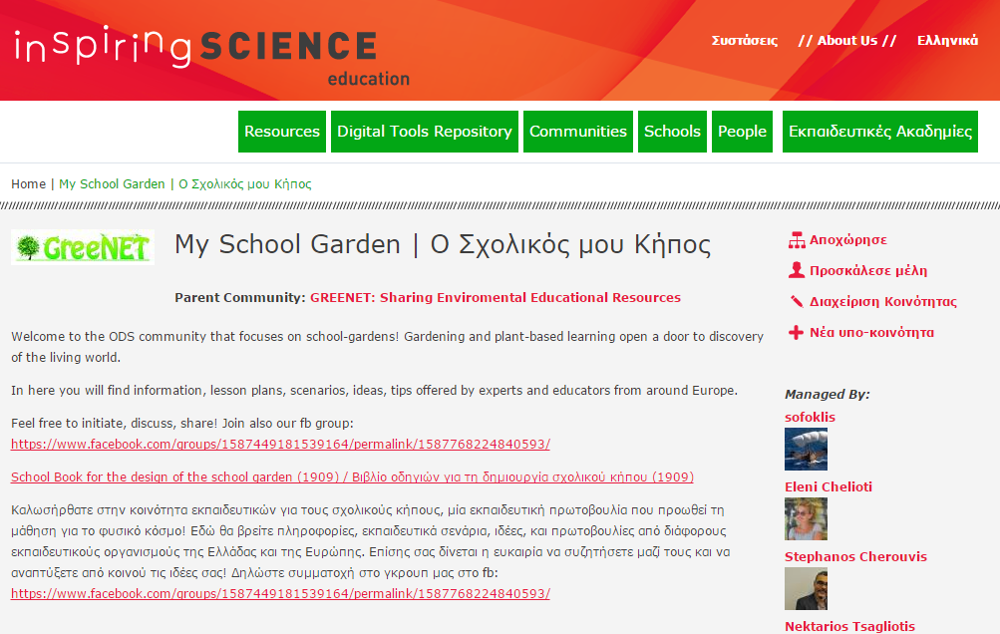 inspiring SCIENCE
education
Συστάσεις // About Us // Ελληνικά
Resources Digital Tools Repository Communities Schools People Εκπαιδευτικές Ακαδημίες
Home | My School Garden | Ο Σχολικός μου Κήπος
GreeNET
My School Garden | Ο Σχολικός μου Κήπος
Parent Community: GREENET: Sharing Enviromental Educational Resources
Welcome to the ODS community that focuses on school-gardens! Gardening and plant-based learning open a door to discovery
of the living world.
In here you will find information, lesson plans, scenarios, ideas, tips offered by experts and educators from around Europe.
Feel free to initiate, discuss, share! Join also our fb group:
https://www.facebook.com/groups/1587449181539164/permalink/1587768224840593/
School Book for the design of the school garden (1909) / Βιβλίο οδηγιών για τη δημιουργία σχολικού κήπου (1909)
Καλωσήρθατε στην κοινότητα εκπαιδευτικών για τους σχολικούς κήπους, μία εκπαιδευτική πρωτοβουλία που προωθεί τη
μάθηση για το φυσικό κόσμο! Εδώ θα βρείτε πληροφορίες, εκπαιδευτικά σενάρια, ιδέες, και πρωτοβουλίες από διάφορους
εκπαιδευτικούς οργανισμούς της Ελλάδας και της Ευρώπης. Επίσης σας δίνεται η ευκαιρία να συζητήσετε μαζί τους και να
αναπτύξετε από κοινού τις ιδέες σας! Δηλώστε συμματοχή στο γκρουπ μας στο fb:
https://www.facebook.com/groups/1587449181539164/permalink/1587768224840593/
Αποχώρησε
Προσκάλεσε μέλη
Διαχείριση Κοινότητας
Νέα υπο-κοινότητα
Managed By:
sofoklis
Eleni Chelioti
Stephanos Cherouvis
Nektarios Tsagliotis